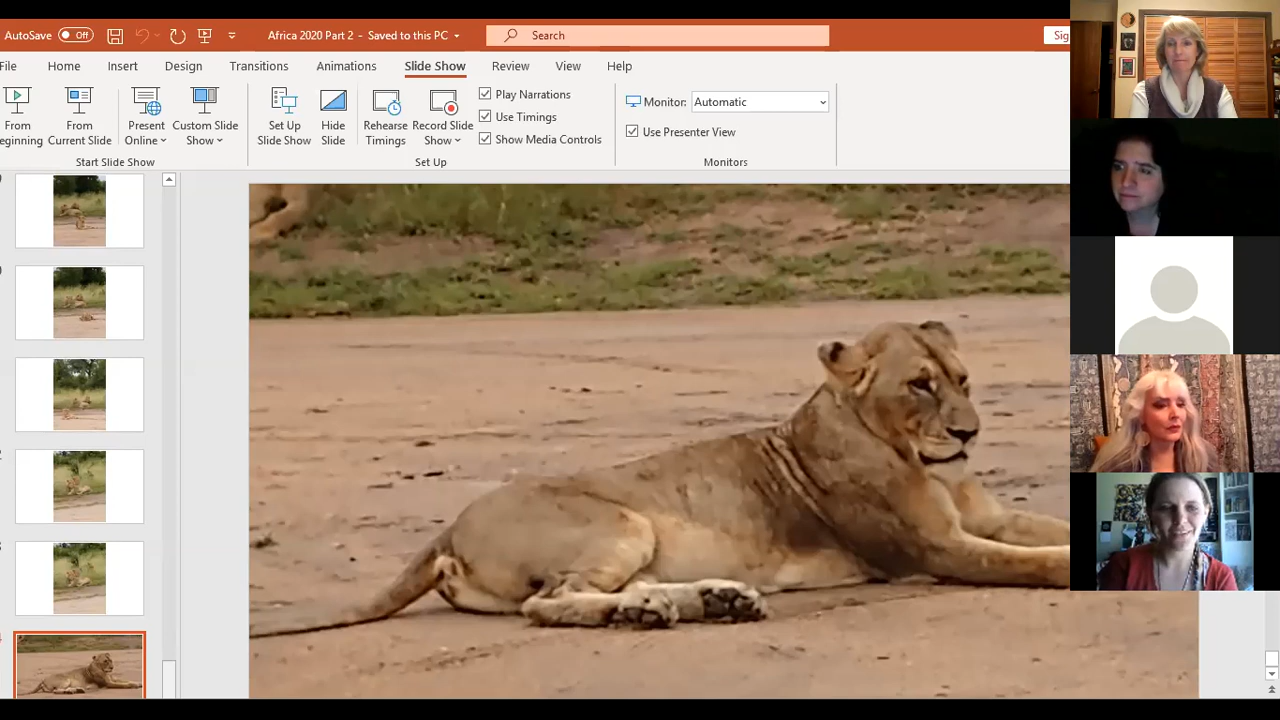 AutoSave Off Africa 2020 Part 2 - Saved to this PC Search
Home Insert Design Transitions Animations Slide Show Review View Help
From
From
Current Slide
Present
Online
Custom Slide
Show
Start Slide Show
Set Up
Slide Show
Hide
Slide
Rehearse
Timings
Record Slide
Show
Play Narrations
Use Timings
Show Media Controls
Set Up
Monitor: Automatic
Use Presenter View
Monitors